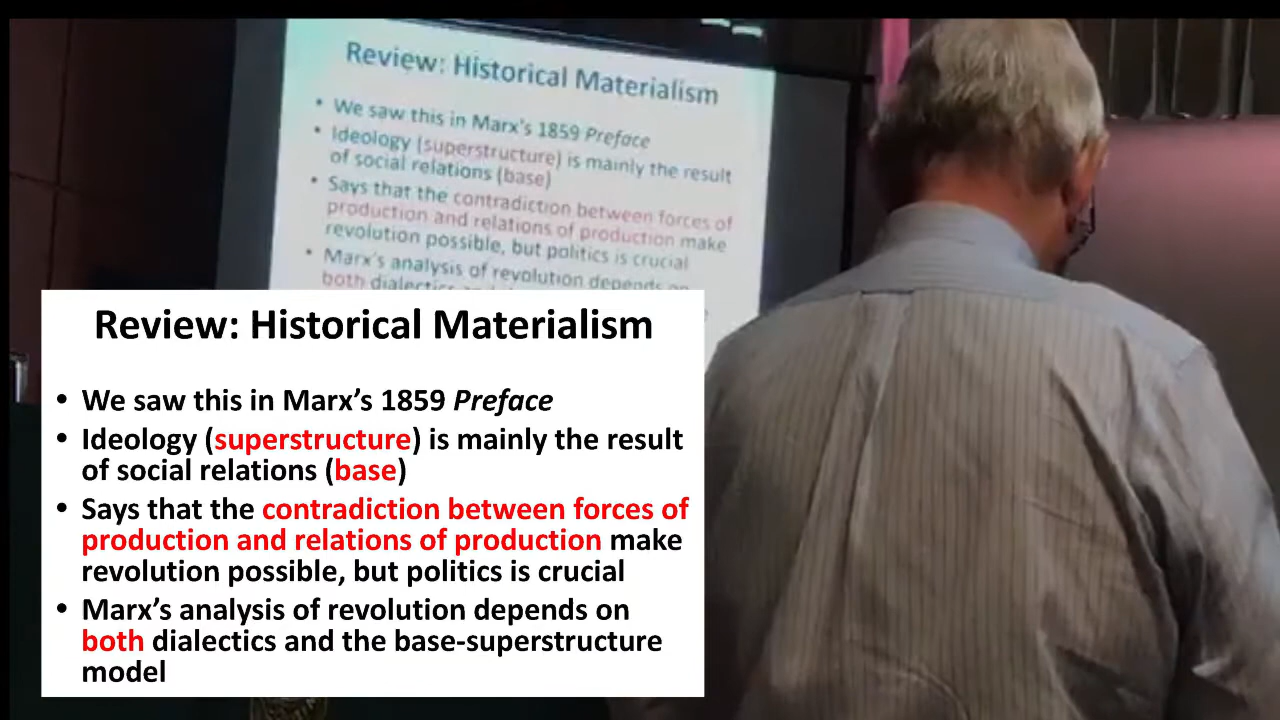 Review: Historical Materialism
• We saw this in Marx's 1859 Preface
• Ideology (superstructure) is mainly the result
of social relations (base)
• Says that the contradiction between forces of
production and relations of production make
revolution possible, but politics is crucial
• Marx's analysis of revolution depends on
both dialectics
Review: Historical Materialism
• We saw this in Marx’s 1859 Preface
• Ideology (superstructure) is mainly the result
of social relations (base)
• Says that the contradiction between forces of
production and relations of production make
revolution possible, but politics is crucial
• Marx’s analysis of revolution depends on
both dialectics and the base-superstructure
model